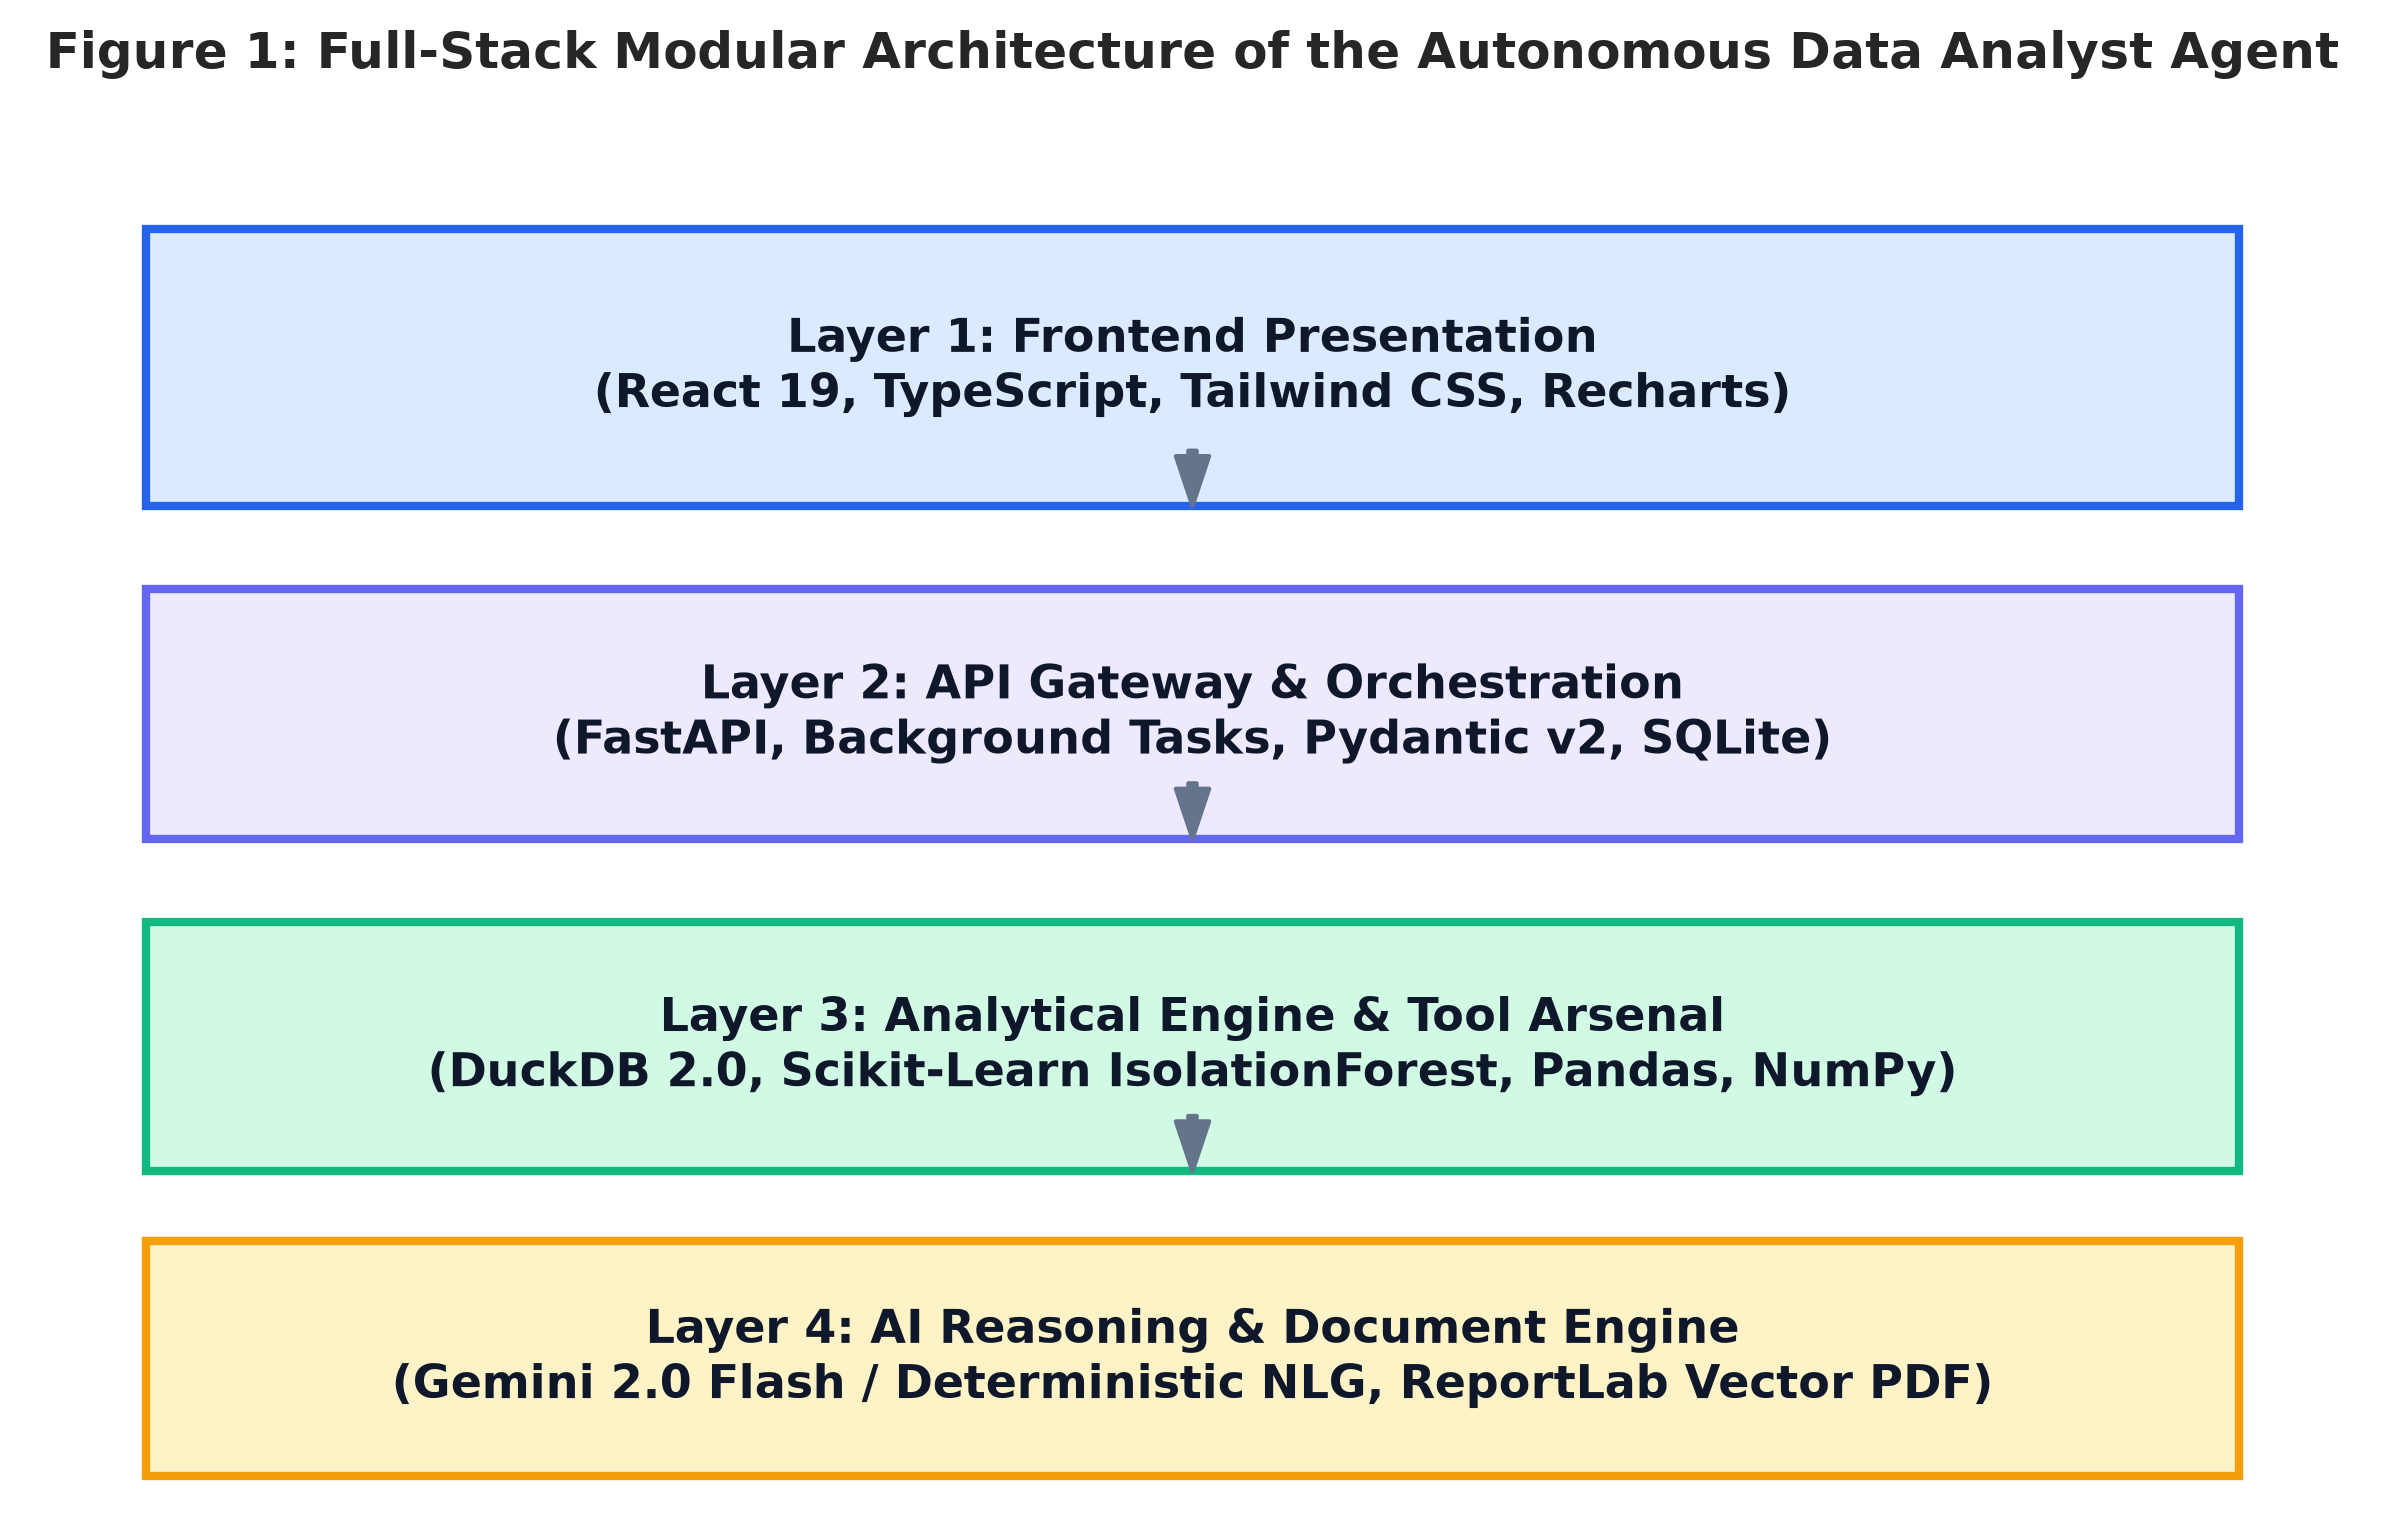 Figure 1: Full-Stack Modular Architecture of the Autonomous Data Analyst Agent
Layer 1: Frontend Presentation
(React 19, TypeScript, Tailwind CSS, Recharts)
Layer 2: API Gateway & Orchestration
(FastAPI, Background Tasks, Pydantic v2, SQLite)
Layer 3: Analytical Engine & Tool Arsenal
(DuckDB 2.0, Scikit-Learn IsolationForest, Pandas, NumPy)
Layer 4: AI Reasoning & Document Engine
(Gemini 2.0 Flash / Deterministic NLG, ReportLab Vector PDF)